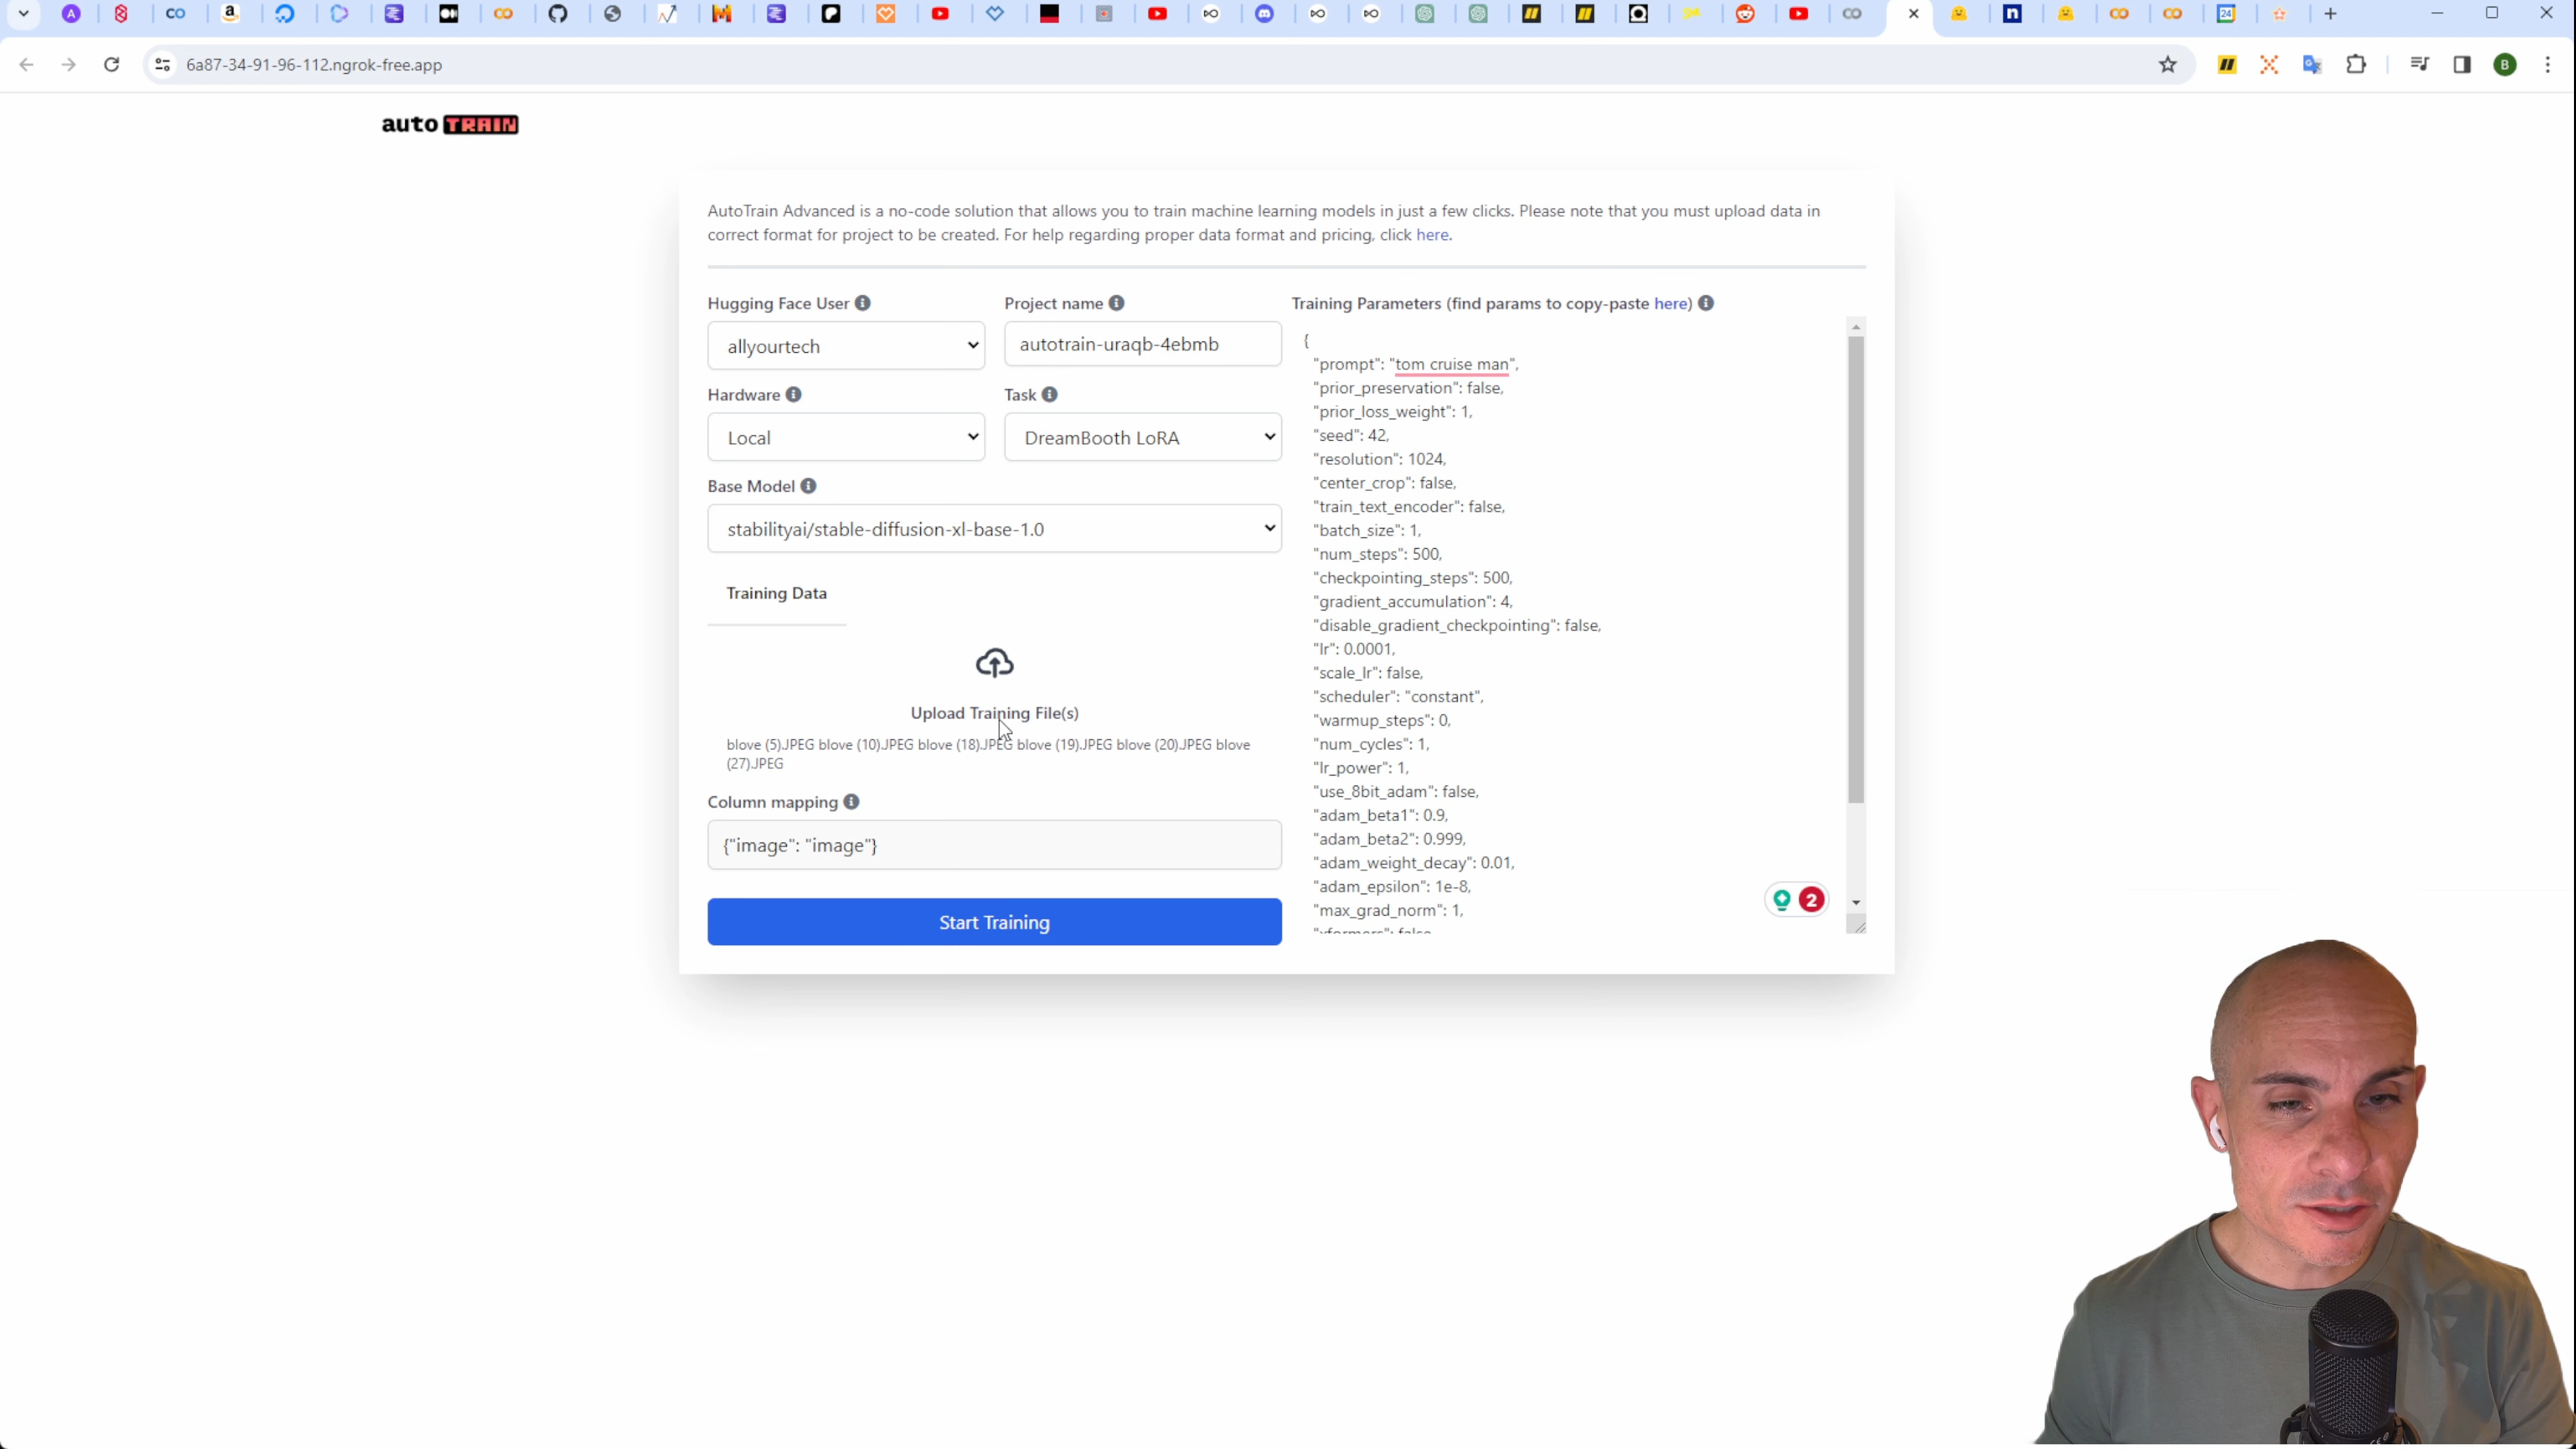 6a87-34-91-96-112.ngrok-free.app
B
auto TRAIN
AutoTrain Advanced is a no-code solution that allows you to train machine learning models in just a few clicks. Please note that you must upload data in
correct format for project to be created. For help regarding proper data format and pricing, click here.
Hugging Face User
Project name
Training Parameters (find params to copy-paste here)
allyourtech
autotrain-uraqb-4ebmb
Hardware
Task
Local
DreamBooth LoRA
Base Model
stabilityai/stable-diffusion-xl-base-1.0
Training Data
Upload Training File(s)
blove (5).JPEG blove (10).JPEG blove (18).JPEG blove (19).JPEG blove (20).JPEG blove
(27).JPEG
Column mapping
{"image": "image"}
Start Training
{
"prompt": "tom cruise man",
"prior_preservation": false,
"prior_loss_weight": 1,
"seed": 42,
"resolution": 1024,
"center_crop": false,
"train_text_encoder": false,
"batch_size": 1,
"num_steps": 500,
"checkpointing_steps": 500,
"gradient_accumulation": 4,
"disable_gradient_checkpointing": false,
"lr": 0.0001,
"scale_lr": false,
"scheduler": "constant",
"warmup_steps": 0,
"num_cycles": 1,
"lr_power": 1,
"use_8bit_adam": false,
"adam_beta1": 0.9,
"adam_beta2": 0.999,
"adam_weight_decay": 0.01,
"adam_epsilon": 1e-8,
"max_grad_norm": 1,
"xformers": false
2